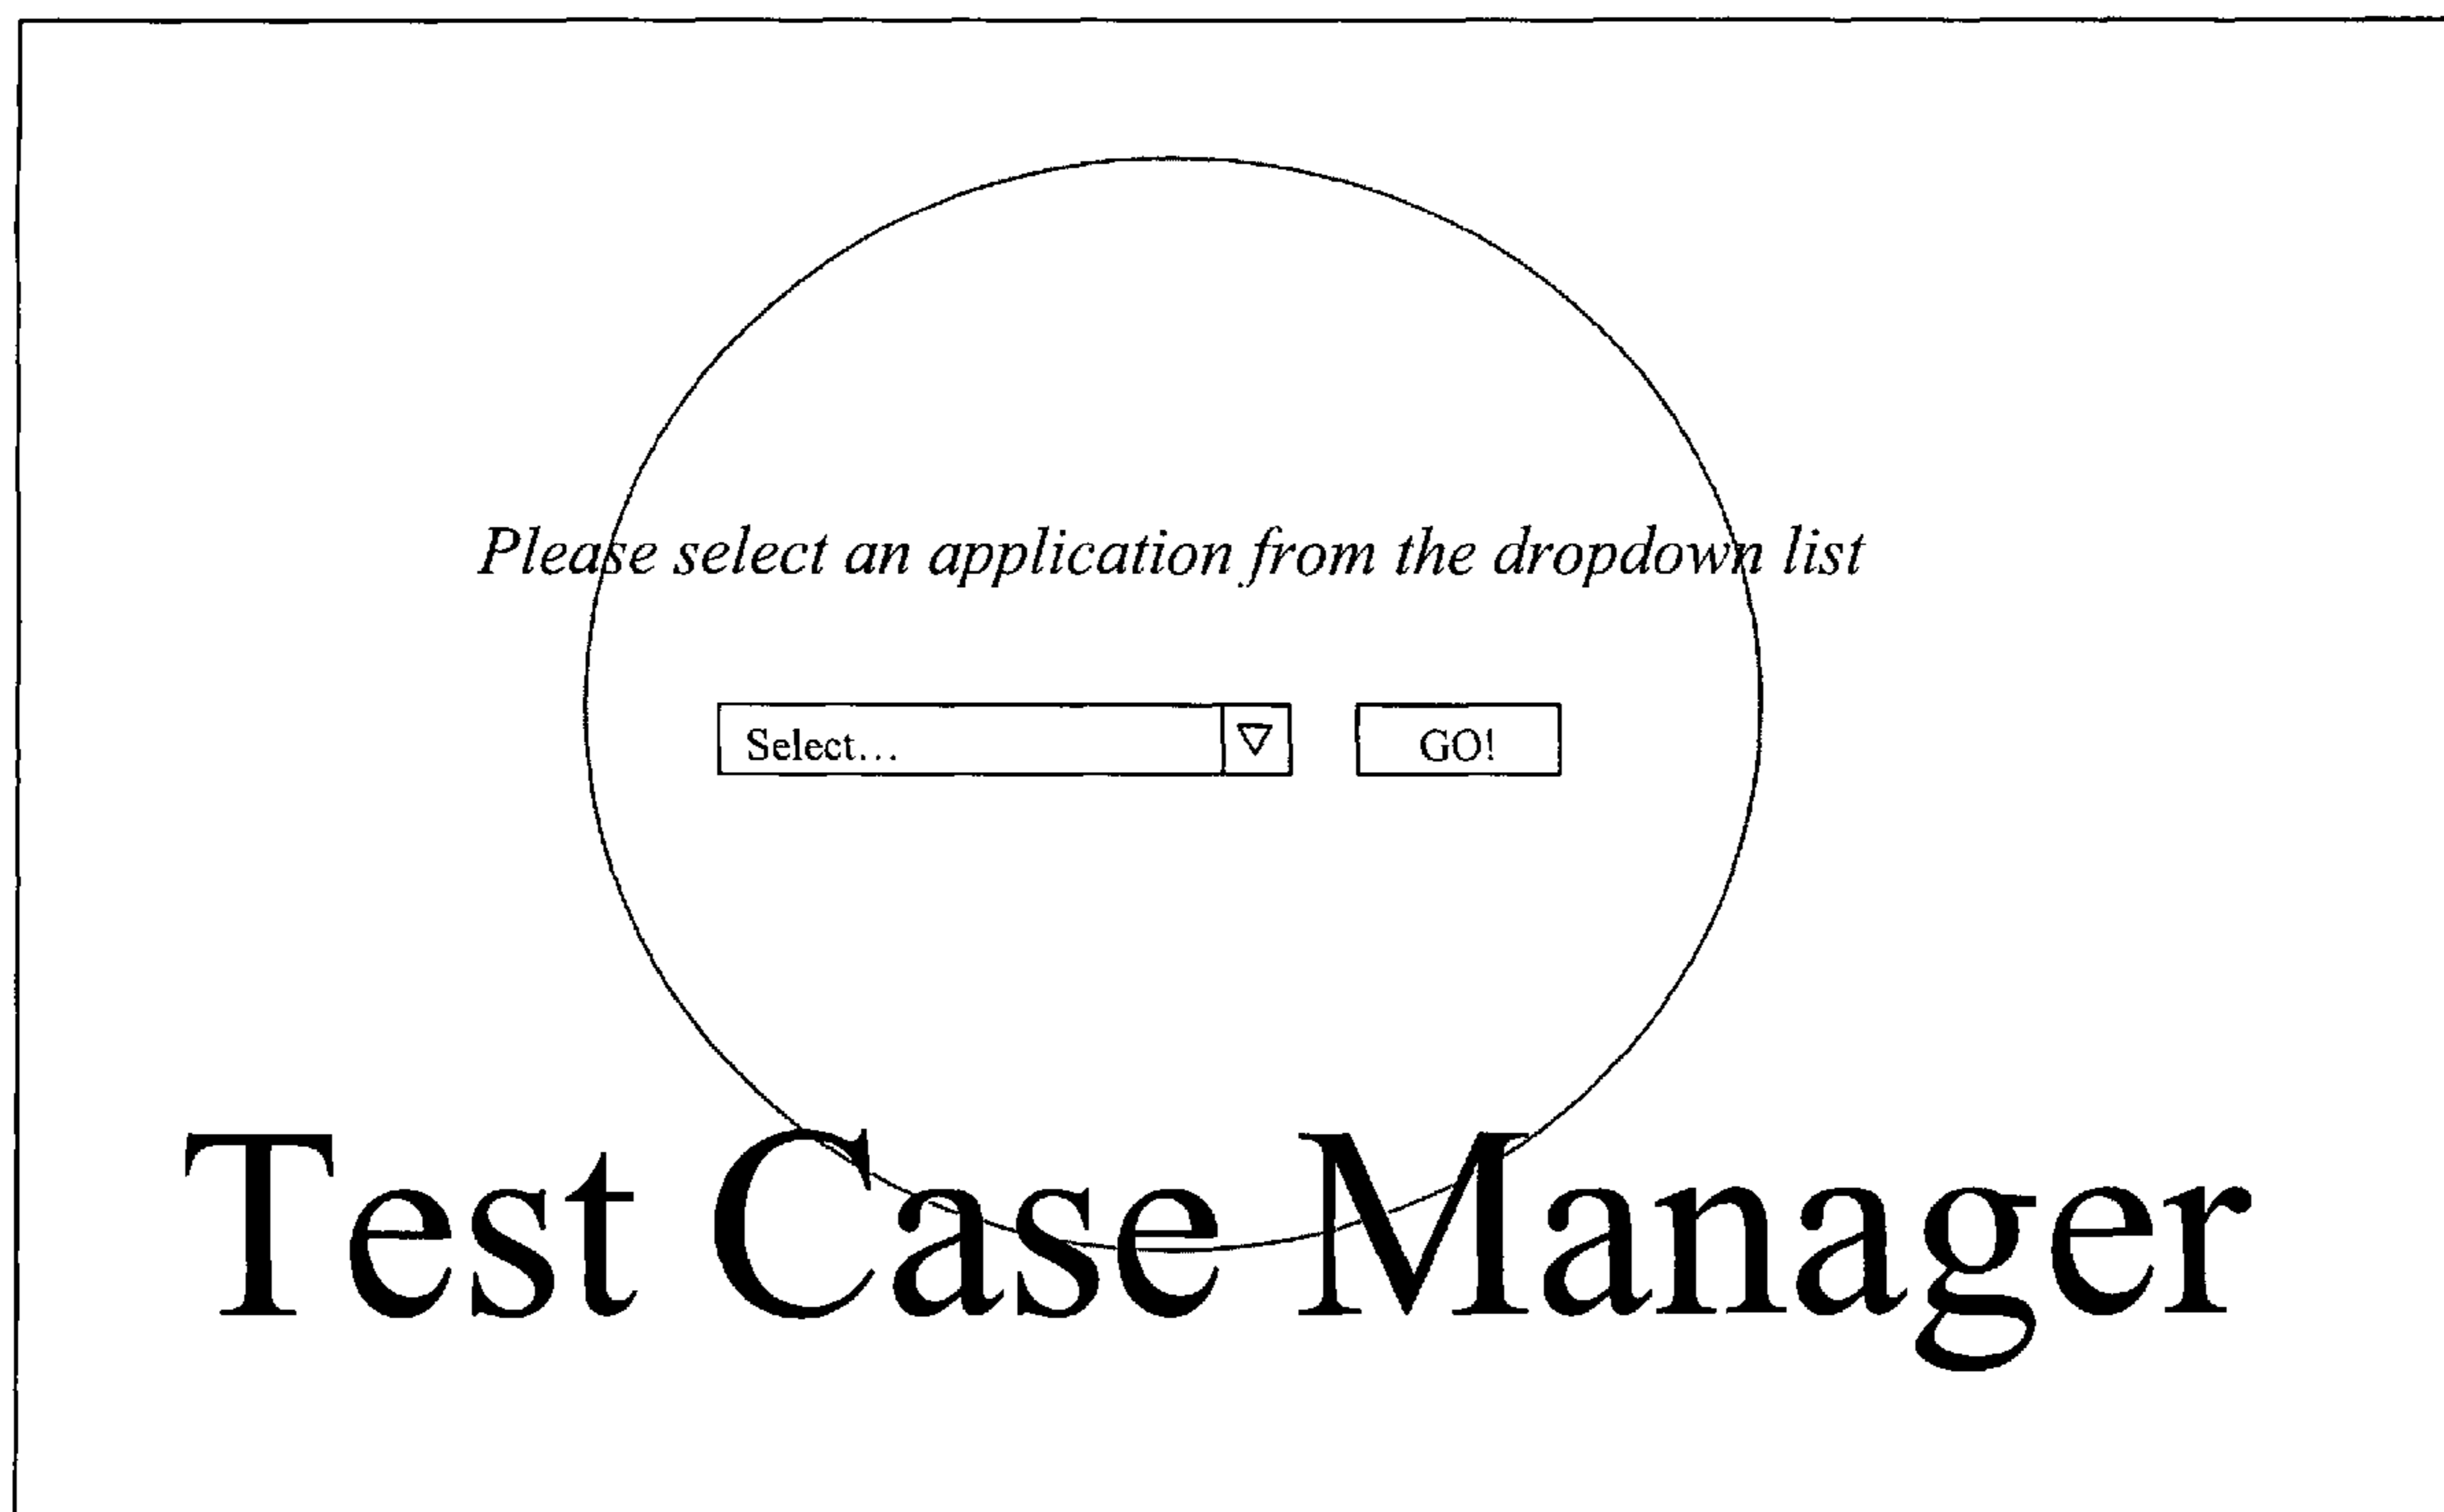 Please select an application from the dropdown list
Select... GO!
Test Case Manager